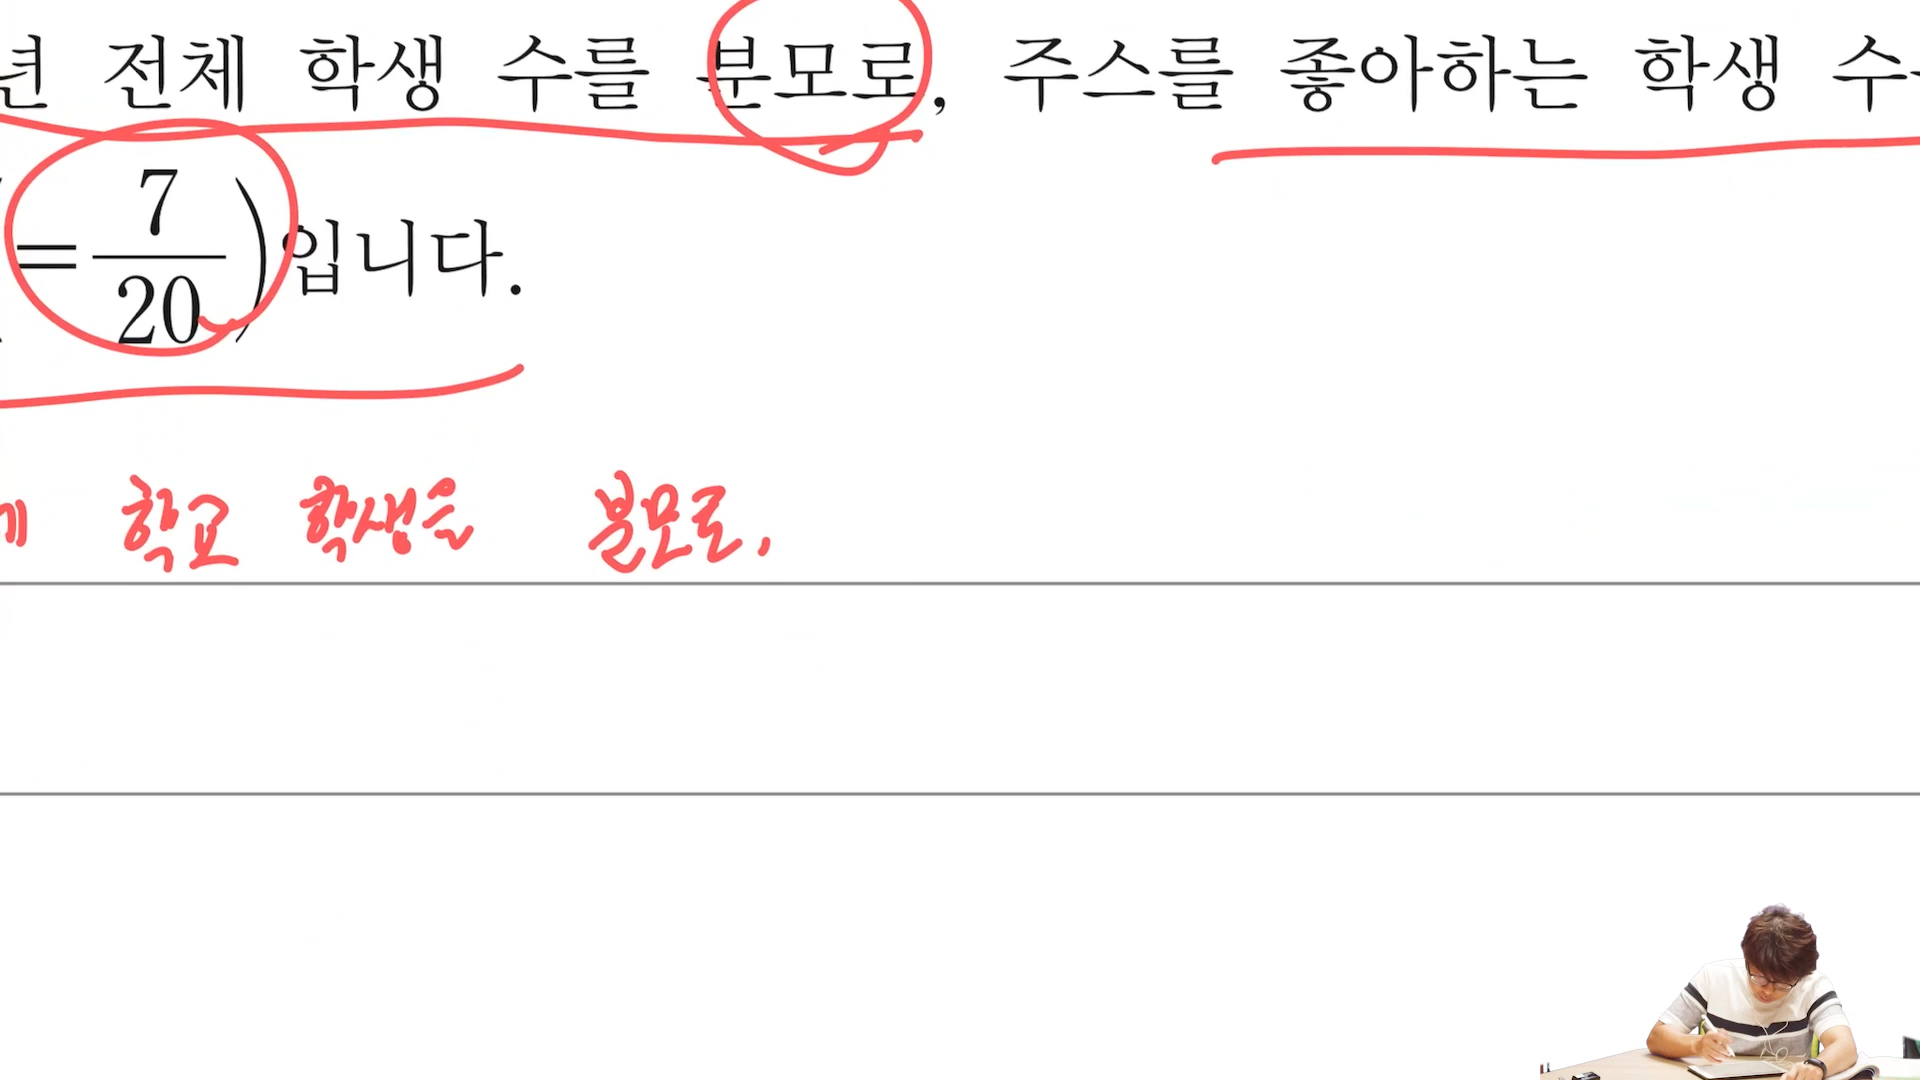 년 전체 학생 수를 분모로, 주스를 좋아하는 학생 수
= 7/20 ) 입니다.
학교 학생을 분모로,